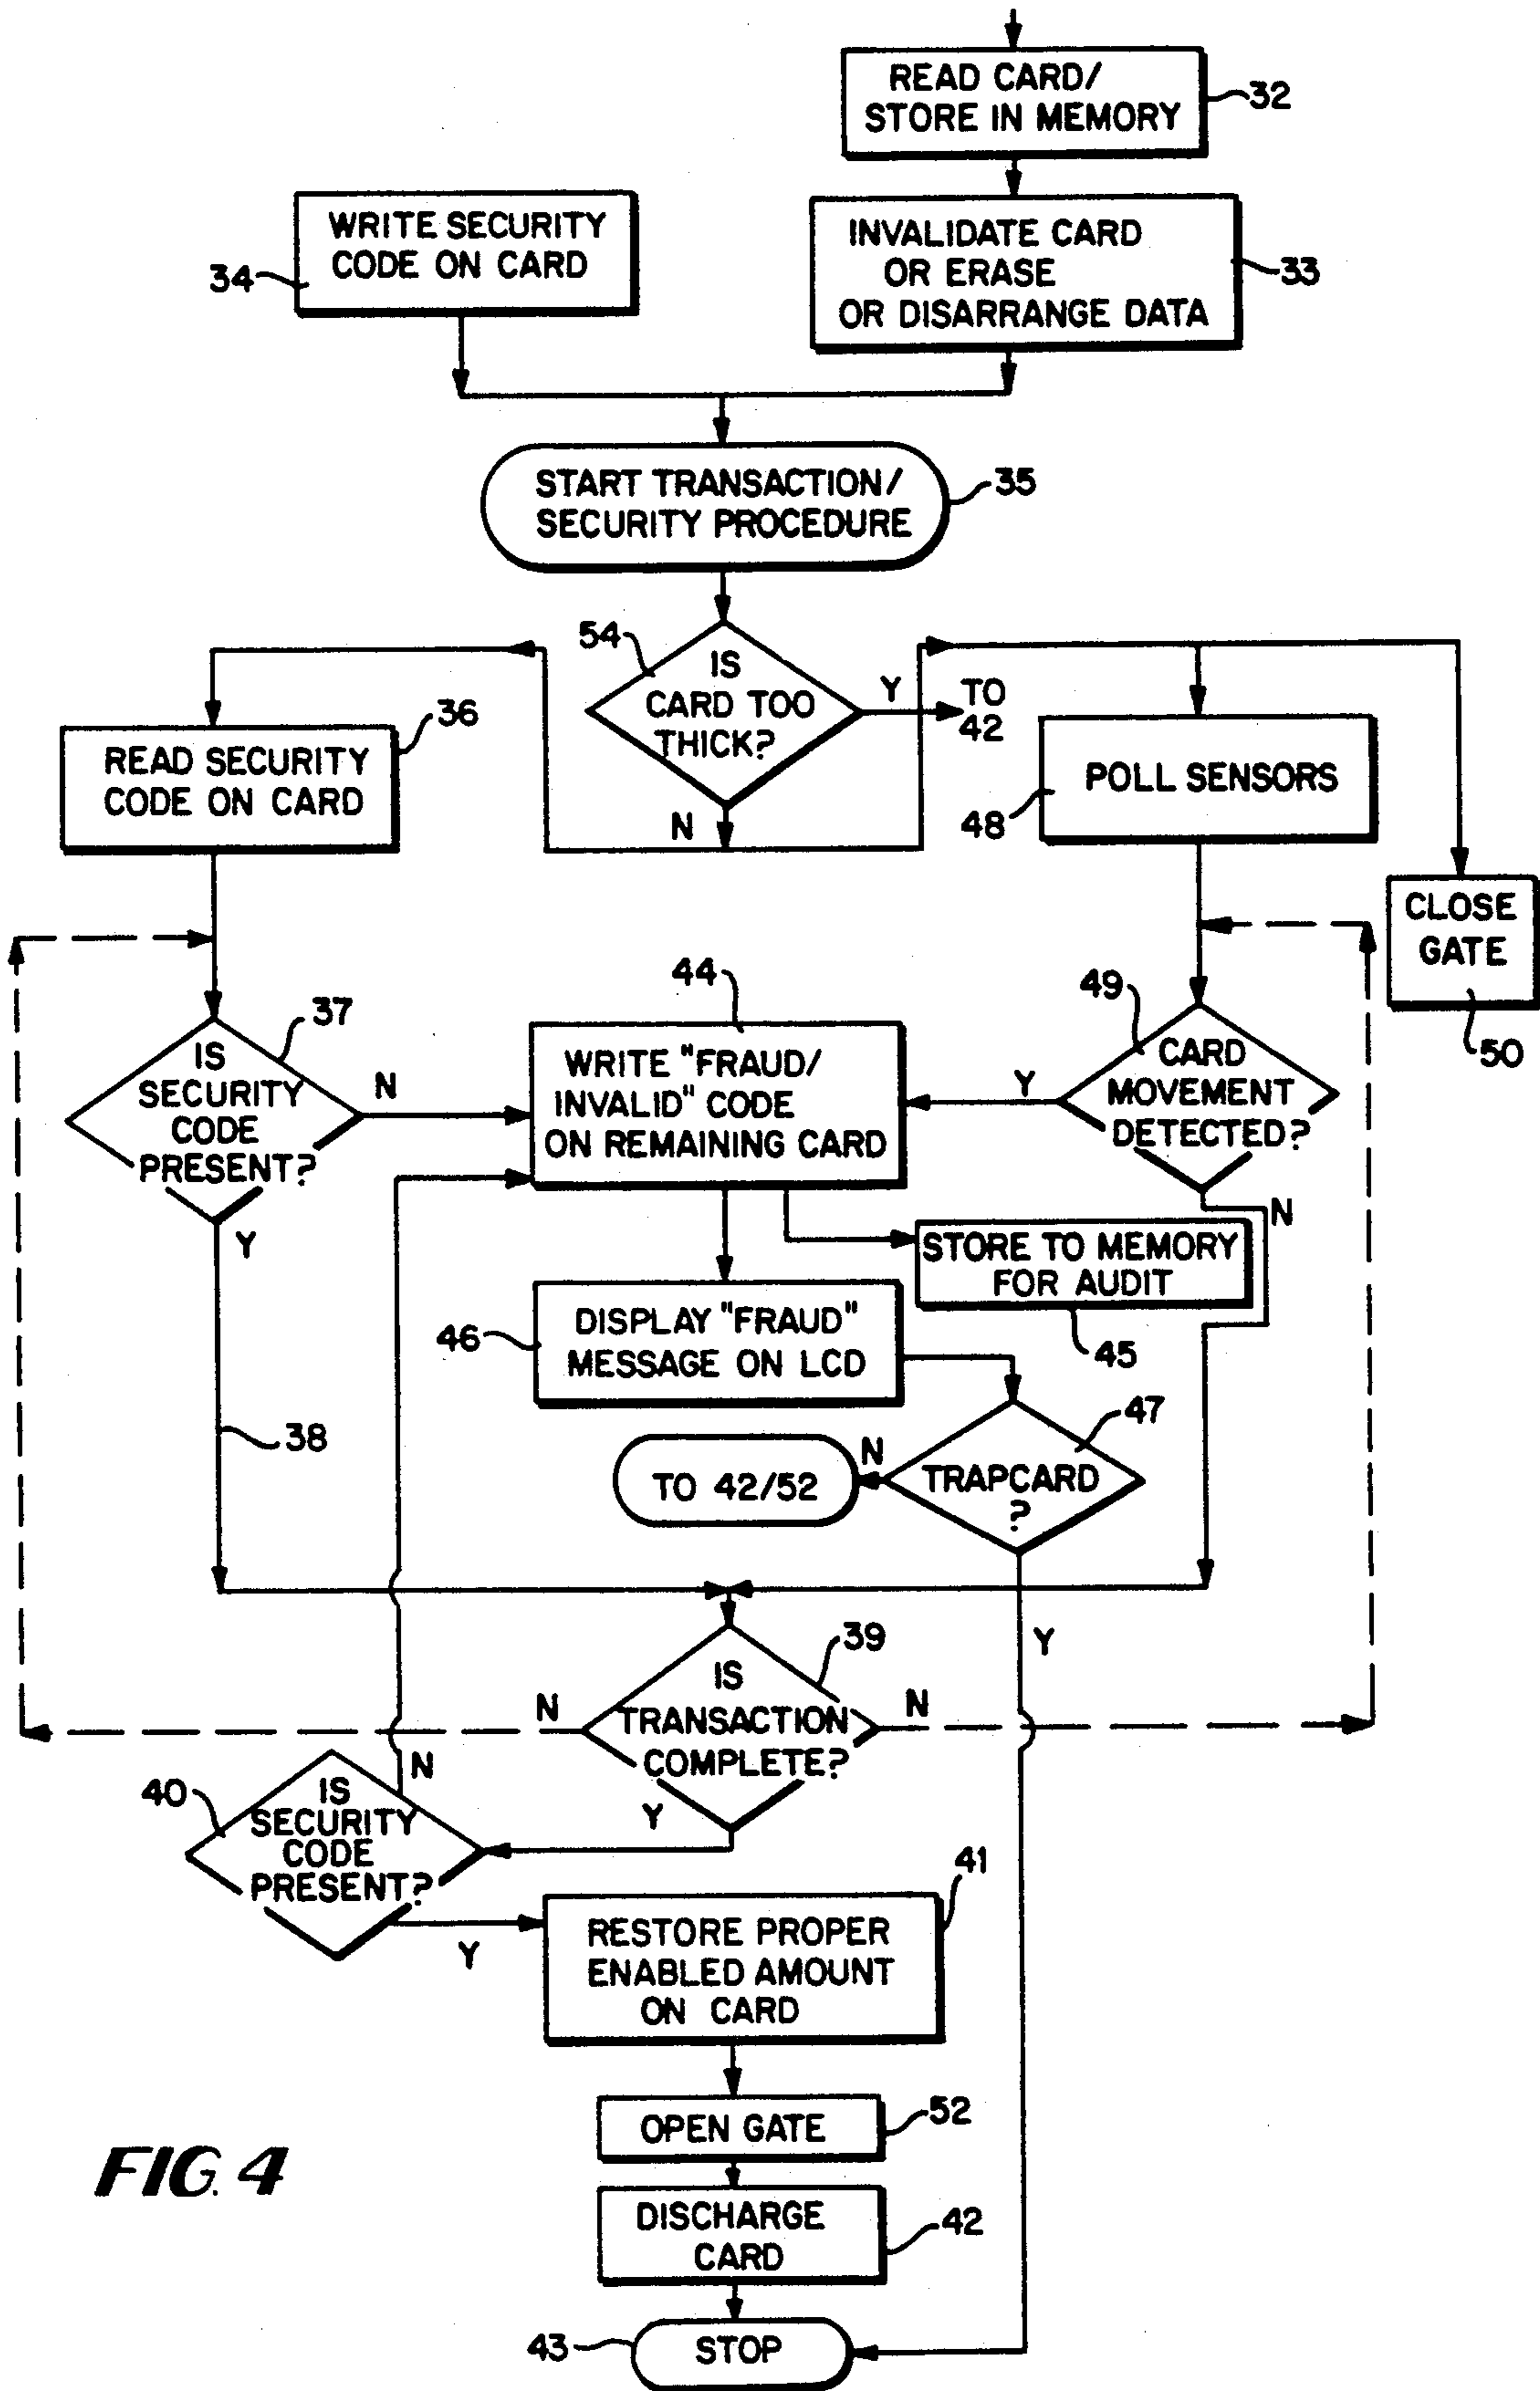 READ CARD/
STORE IN MEMORY
32
WRITE SECURITY
CODE ON CARD
34
INVALIDATE CARD
OR ERASE
OR DISARRANGE DATA
33
START TRANSACTION/
SECURITY PROCEDURE
35
54
IS
CARD TOO
THICK?
Y
TO
42
N
36
READ SECURITY
CODE ON CARD
POLL SENSORS
48
CLOSE
GATE
50
37
IS
SECURITY
CODE
PRESENT?
N
Y
44
WRITE "FRAUD/
INVALID" CODE
ON REMAINING CARD
49
CARD
MOVEMENT
DETECTED?
Y
N
STORE TO MEMORY
FOR AUDIT
45
46
DISPLAY "FRAUD"
MESSAGE ON LCD
38
47
TRAPCARD
?
N
TO 42/52
Y
39
IS
TRANSACTION
COMPLETE?
N
N
Y
40
IS
SECURITY
CODE
PRESENT?
N
Y
41
RESTORE PROPER
ENABLED AMOUNT
ON CARD
OPEN GATE
52
DISCHARGE
CARD
42
43
STOP
FIG. 4